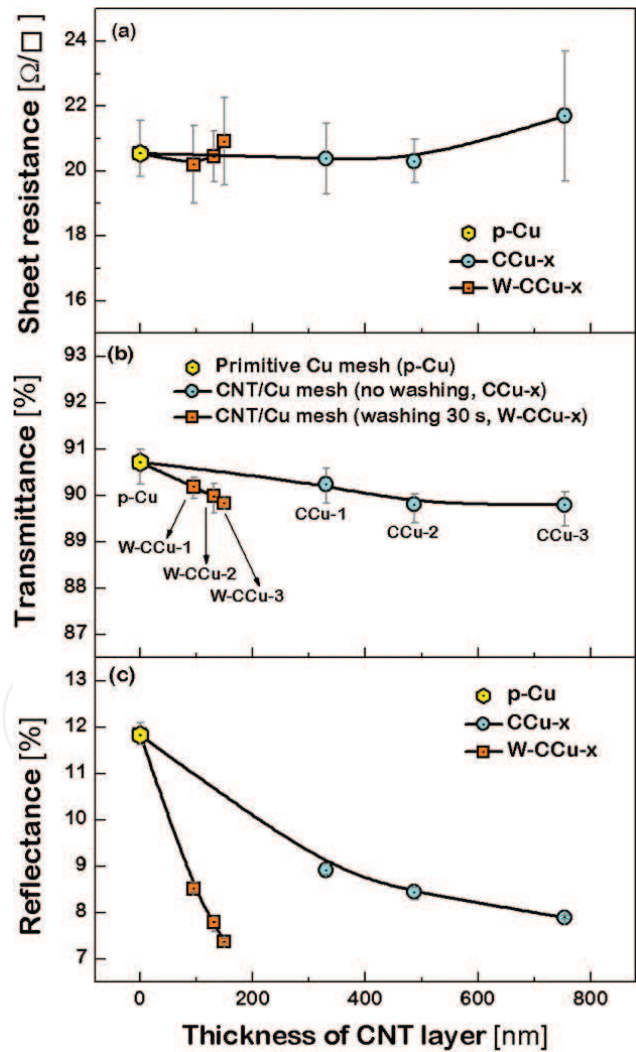 (a)
Sheet resistance [Ω/□]
24
22
20
18
16
p-Cu
CCu-x
W-CCu-x
(b)
Transmittance [%]
93
92
91
90
89
88
87
Primitive Cu mesh (p-Cu)
CNT/Cu mesh (no washing, CCu-x)
CNT/Cu mesh (washing 30 s, W-CCu-x)
p-Cu
W-CCu-1
W-CCu-2
W-CCu-3
CCu-1
CCu-2
CCu-3
(c)
Reflectance [%]
13
12
11
10
9
8
7
p-Cu
CCu-x
W-CCu-x
0 200 400 600 800
Thickness of CNT layer [nm]